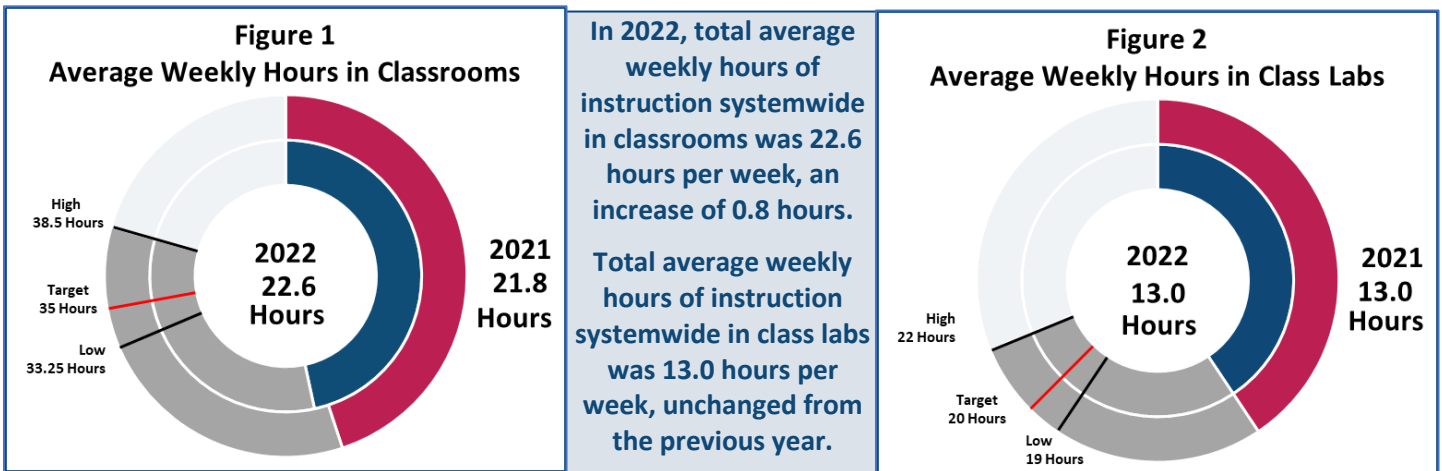 Figure 1
Average Weekly Hours in Classrooms
High
38.5 Hours
Target
35 Hours
Low
33.25 Hours
2022
22.6
Hours
2021
21.8
Hours
In 2022, total average
weekly hours of
instruction systemwide
in classrooms was 22.6
hours per week, an
increase of 0.8 hours.
Total average weekly
hours of instruction
systemwide in class labs
was 13.0 hours per
week, unchanged from
the previous year.
Figure 2
Average Weekly Hours in Class Labs
2022
13.0
Hours
2021
13.0
Hours
High
22 Hours
Target
20 Hours
Low
19 Hours